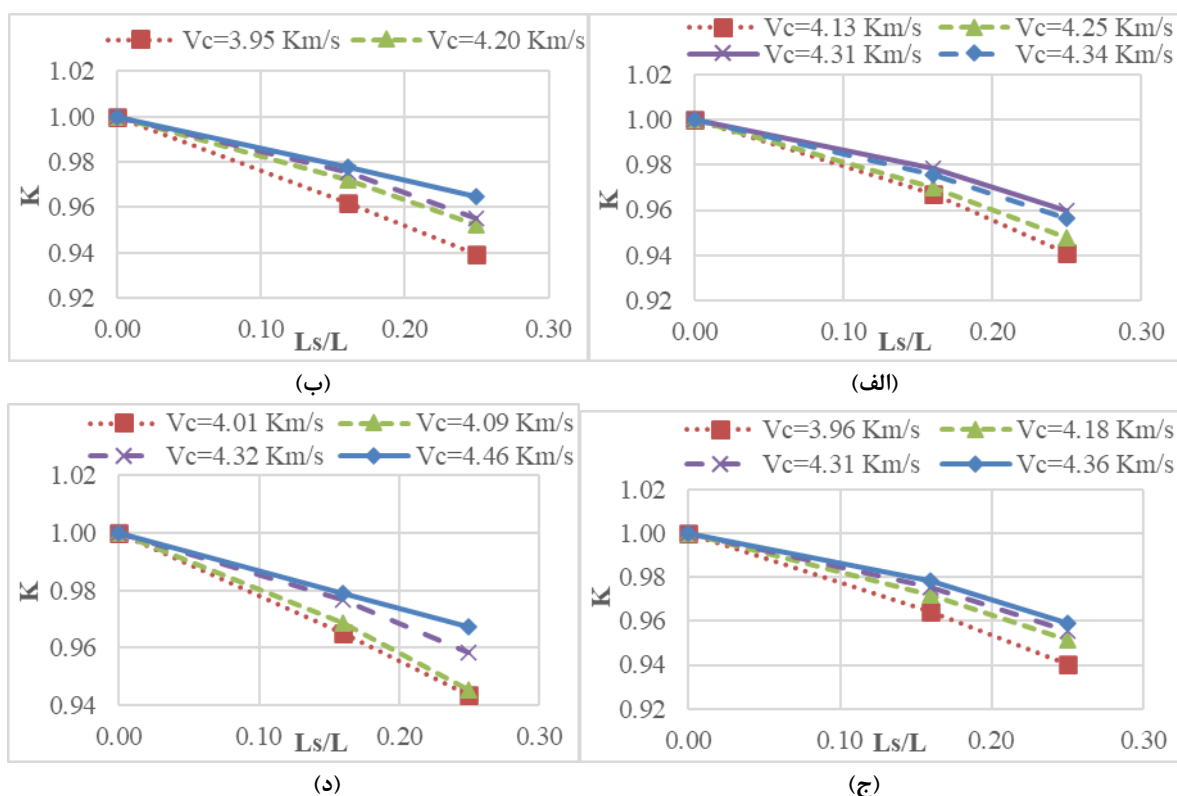 Vc=3.95 Km/s Vc=4.20 Km/s
1.02
1.00
0.98
0.96
0.94
0.92
K
0.00 0.10 0.20 0.30
Ls/L
(ب)
Vc=4.13 Km/s Vc=4.25 Km/s
Vc=4.31 Km/s Vc=4.34 Km/s
1.02
1.00
0.98
0.96
0.94
0.92
K
0.00 0.10 0.20 0.30
Ls/L
(الف)
Vc=4.01 Km/s Vc=4.09 Km/s
Vc=4.32 Km/s Vc=4.46 Km/s
1.02
1.00
0.98
0.96
0.94
K
0.00 0.10 0.20 0.30
Ls/L
(د)
Vc=3.96 Km/s Vc=4.18 Km/s
Vc=4.31 Km/s Vc=4.36 Km/s
1.02
1.00
0.98
0.96
0.94
0.92
K
0.00 0.10 0.20 0.30
Ls/L
(ج)